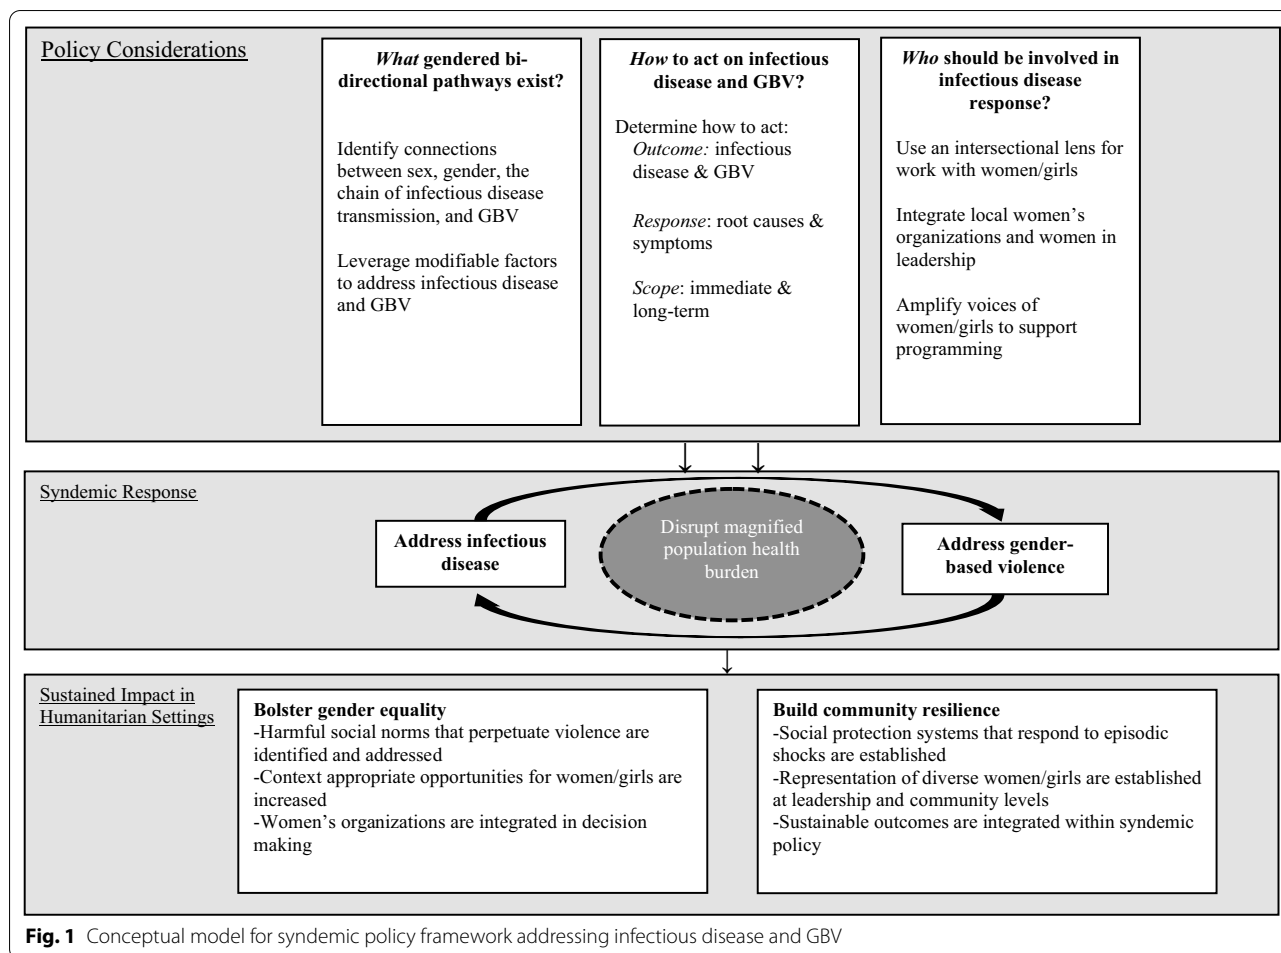 Policy Considerations
What gendered bi-
directional pathways exist?
Identify connections
between sex, gender, the
chain of infectious disease
transmission, and GBV
Leverage modifiable factors
to address infectious disease
and GBV
How to act on infectious
disease and GBV?
Determine how to act:
Outcome: infectious
disease & GBV
Response: root causes &
symptoms
Scope: immediate &
long-term
Who should be involved in
infectious disease
response?
Use an intersectional lens for
work with women/girls
Integrate local women's
organizations and women in
leadership
Amplify voices of
women/girls to support
programming
Syndemic Response
Address infectious
disease
Disrupt magnified
population health
burden
Address gender-
based violence
Sustained Impact in
Humanitarian Settings
Bolster gender equality
-Harmful social norms that perpetuate violence are
identified and addressed
-Context appropriate opportunities for women/girls are
increased
-Women's organizations are integrated in decision
making
Build community resilience
-Social protection systems that respond to episodic
shocks are established
-Representation of diverse women/girls are established
at leadership and community levels
-Sustainable outcomes are integrated within syndemic
policy
Fig. 1 Conceptual model for syndemic policy framework addressing infectious disease and GBV